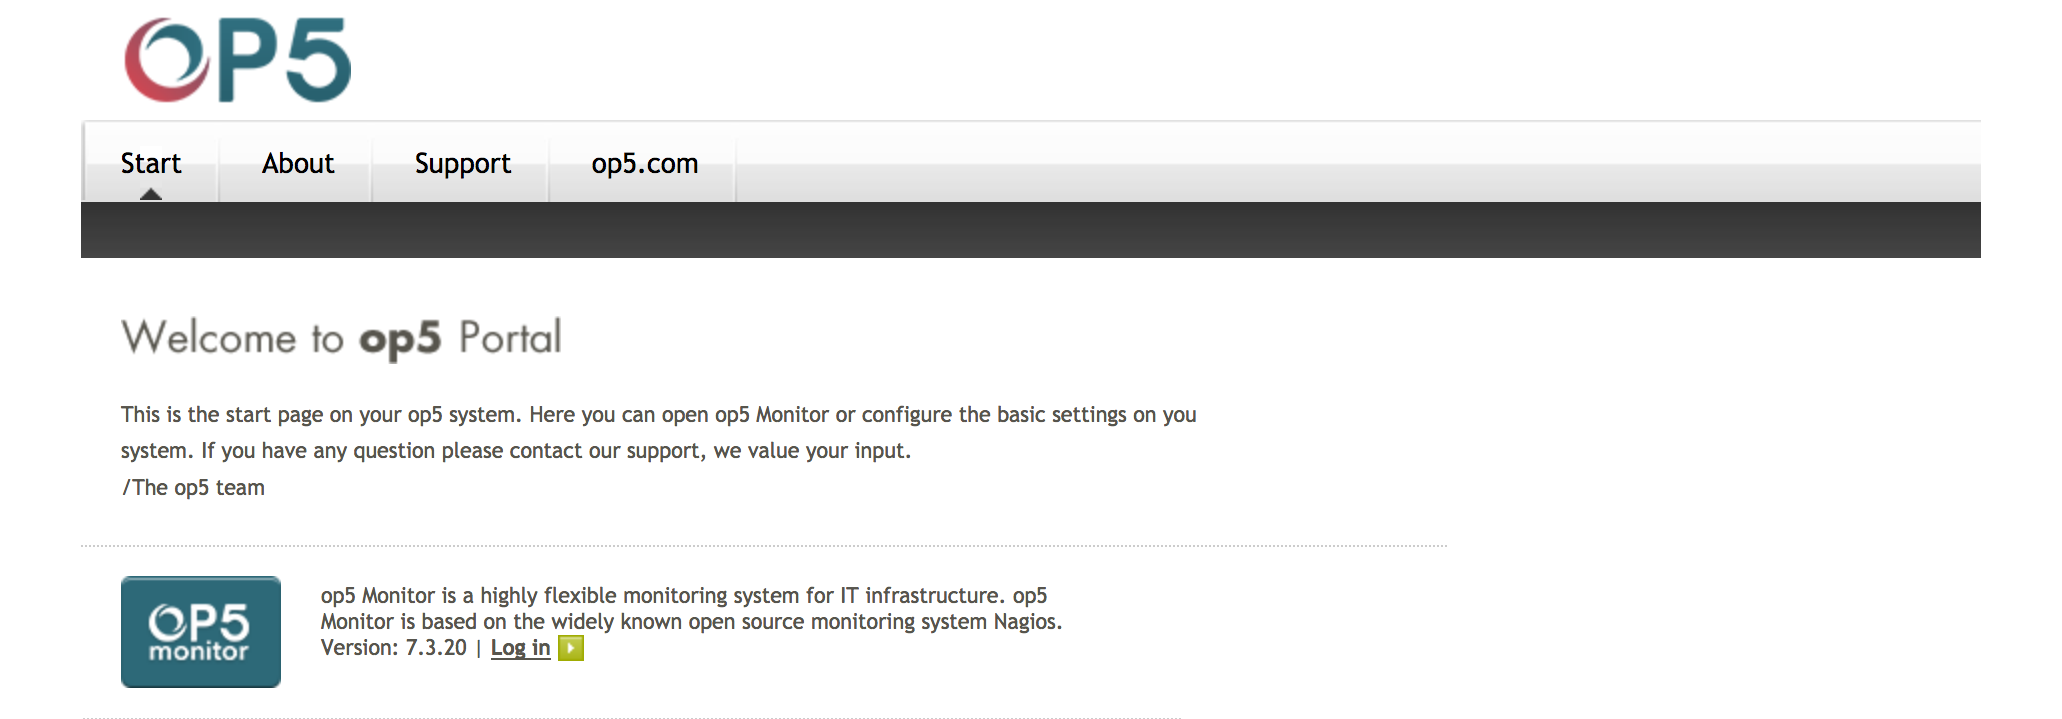 OP5
Start About Support op5.com
Welcome to op5 Portal
This is the start page on your op5 system. Here you can open op5 Monitor or configure the basic settings on you
system. If you have any question please contact our support, we value your input.
/The op5 team
OP5
monitor
op5 Monitor is a highly flexible monitoring system for IT infrastructure. op5
Monitor is based on the widely known open source monitoring system Nagios.
Version: 7.3.20 | Log in